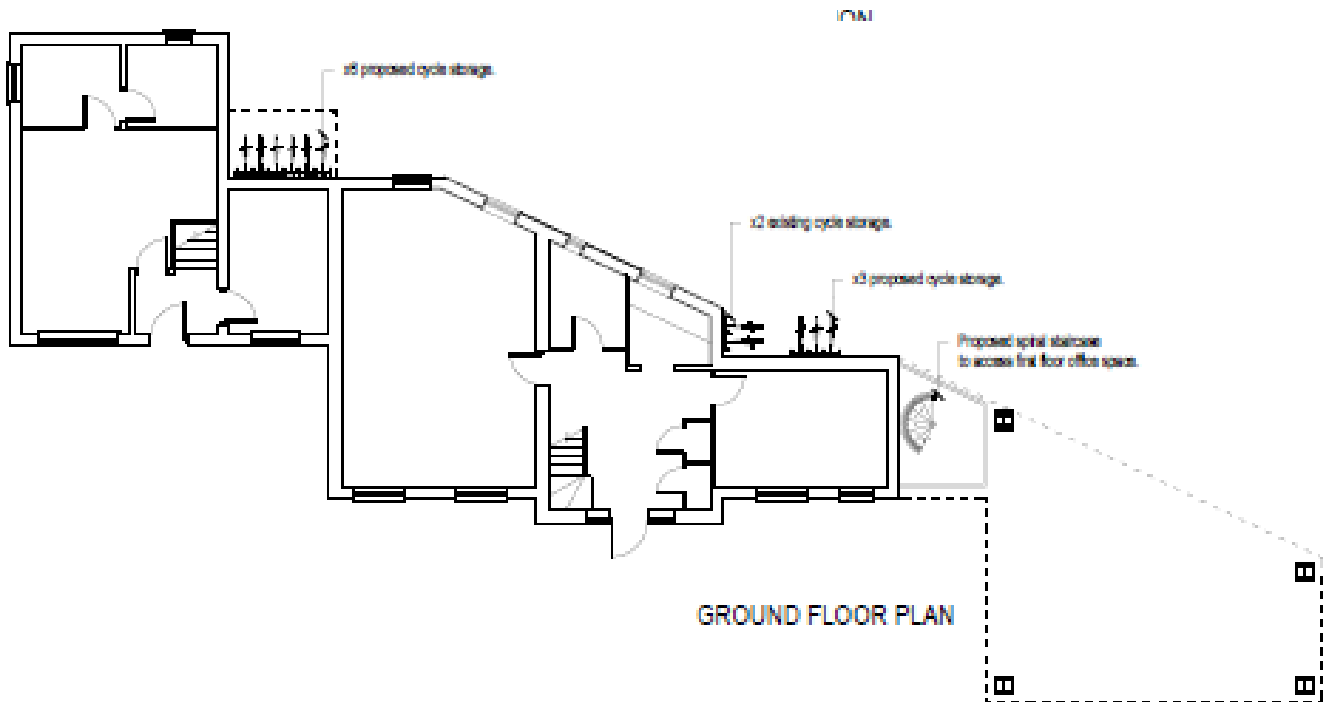 x6 proposed cycle storage.
x2 existing cycle storage.
x3 proposed cycle storage.
Proposed spiral staircase
to access first floor office space.
GROUND FLOOR PLAN